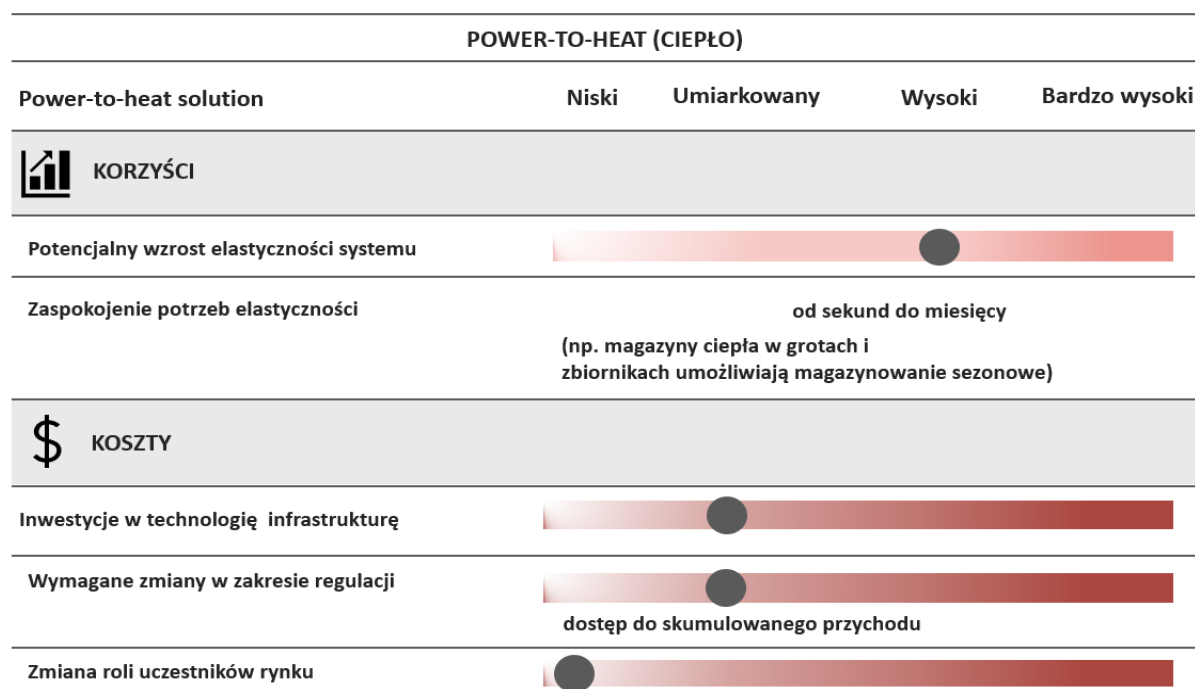 POWER-TO-HEAT (CIEPŁO)
Power-to-heat solution Niski Umiarkowany Wysoki Bardzo wysoki
KORZYŚCI
Potencjalny wzrost elastyczności systemu
Zaspokojenie potrzeb elastyczności od sekund do miesięcy
(np. magazyny ciepła w grotach i
zbiornikach umożliwiają magazynowanie sezonowe)
$ KOSZTY
Inwestycje w technologię infrastrukturę
Wymagane zmiany w zakresie regulacji
dostęp do skumulowanego przychodu
Zmiana roli uczestników rynku